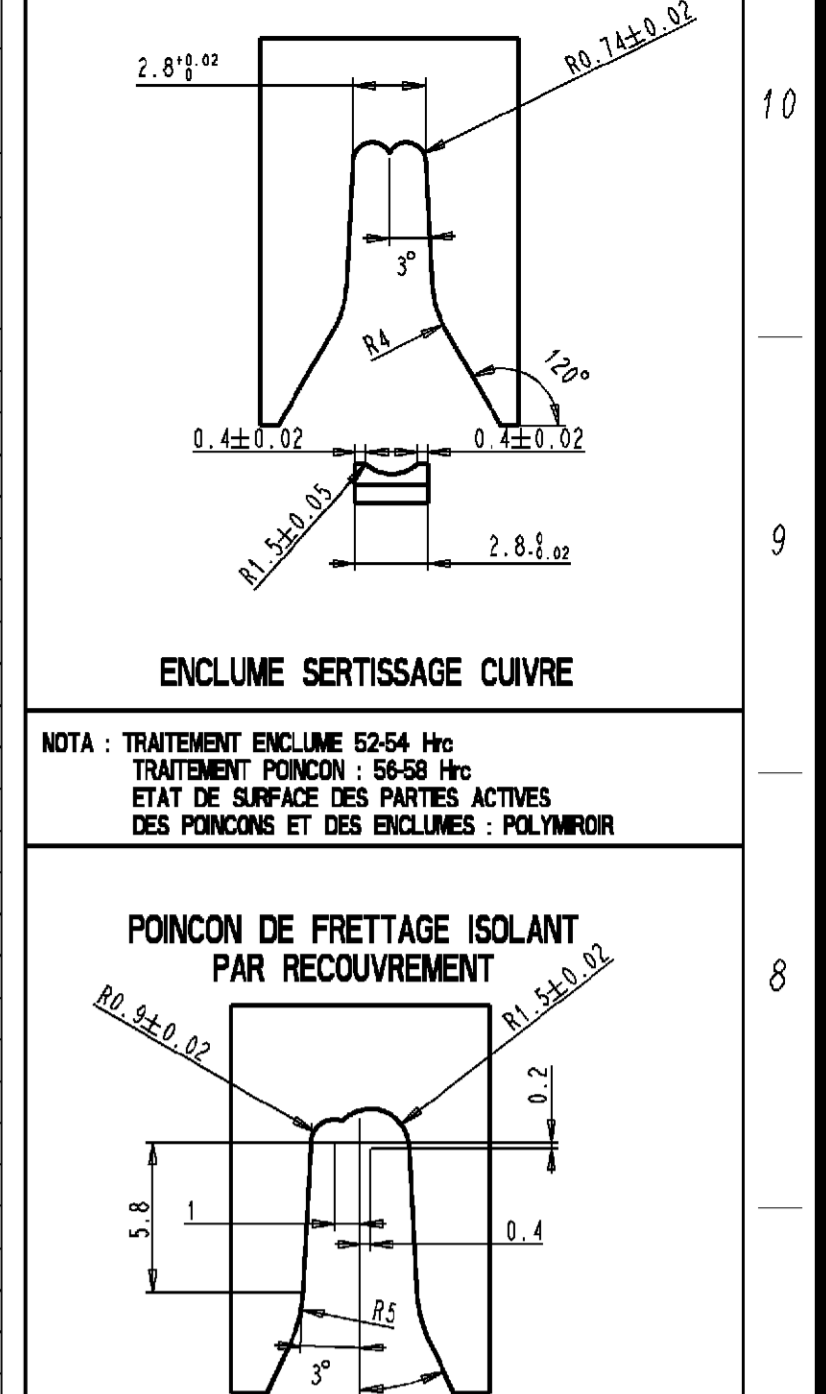 2.8+0.02 0
R0.74±0.02
10
3°
R4
120°
0.4±0.02
0.4±0.02
R1.5±0.05
2.8 0 -0.02
9
ENCLUME SERTISSAGE CUIVRE
NOTA : TRAITEMENT ENCLUME 52-54 Hrc
TRAITEMENT POINCON : 56-58 Hrc
ETAT DE SURFACE DES PARTIES ACTIVES
DES POINCONS ET DES ENCLUMES : POLYMIROIR
POINCON DE FRETTAGE ISOLANT
PAR RECOUVREMENT
8
R0.9±0.02
R1.5±0.02
0.2
5.8
1
0.4
R5
3°